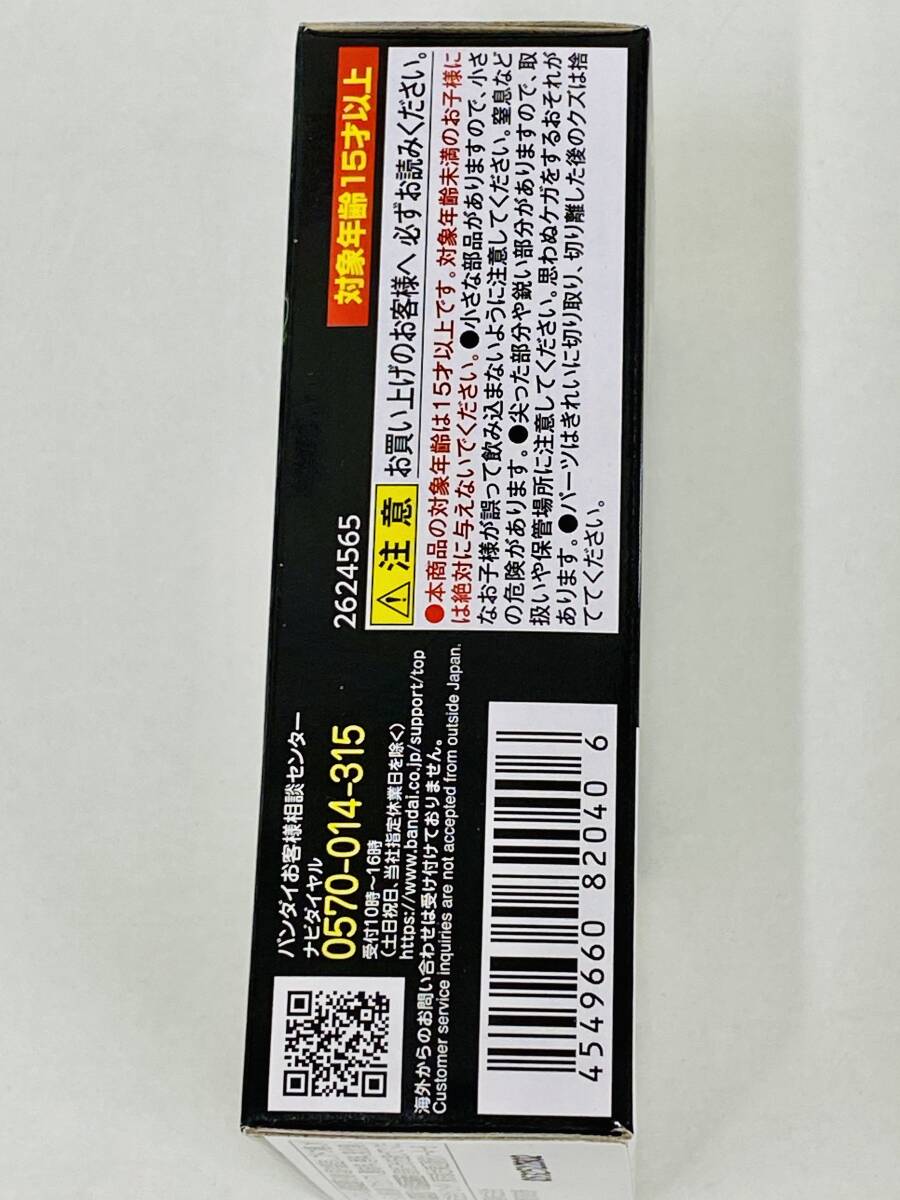 対象年齢15才以上
2624565
注意
お買い上げのお客様へ 必ずお読みください。
●本商品の対象年齢は15才以上です。対象年齢未満のお子様に
は絶対に与えないでください。●小さな部品がありますので、小さ
なお子様が誤って飲み込まないように注意してください。窒息など
の危険があります。●尖った部分や鋭い部分がありますので、取
扱いや保管場所に注意してください。思わぬケガをするおそれが
あります。●パーツはきれいに切り取り、切り離した後のクズは捨
ててください。
バンダイお客様相談センター
ナビダイヤル
0570-014-315
受付10時～16時
(土日祝日、当社指定休業日を除く)
https://www.bandai.co.jp/support/top
海外からのお問い合わせは受け付けておりません。
Customer service inquiries are not accepted from outside Japan.
4549660 820406